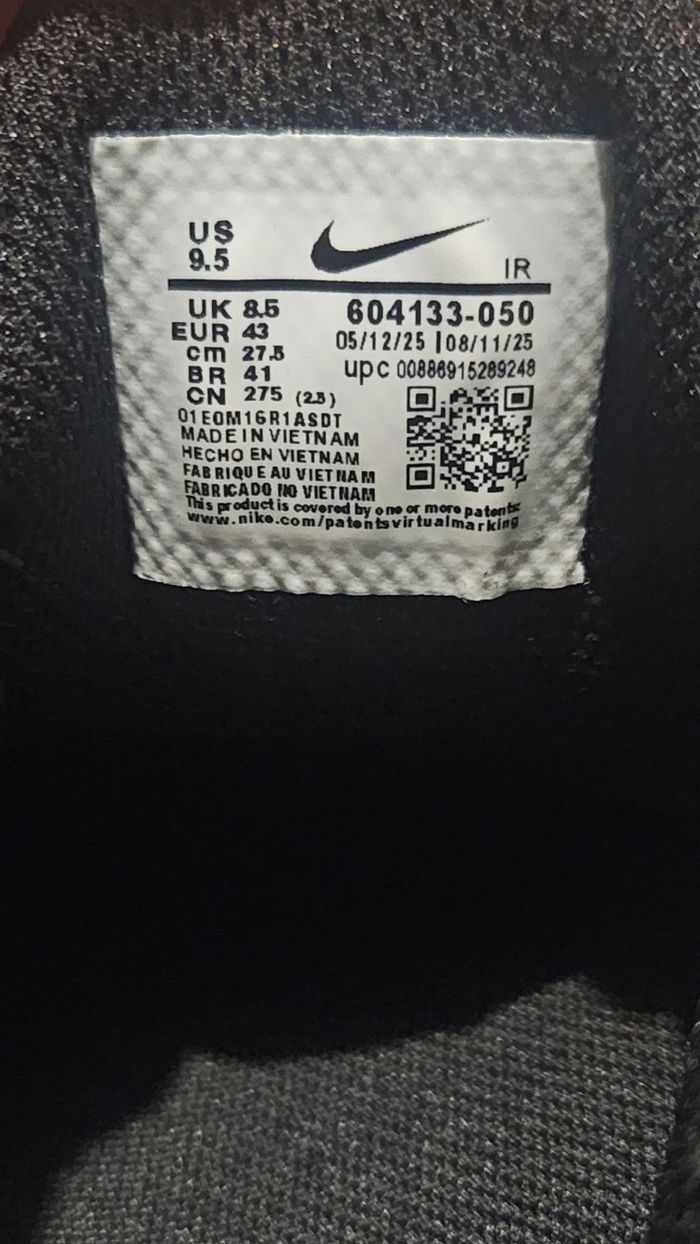 US
9.5
IR
UK 8.5
EUR 43
cm 27.5
BR 41
CN 275 (2.5)
604133-050
05/12/25 | 08/11/25
upc 00886915289248
01E0M16R1ASDT
MADE IN VIETNAM
HECHO EN VIETNAM
FABRIQUE AU VIETNAM
FABRICADO NO VIETNAM
This product is covered by one or more patents:
www.nike.com/patentsvirtualmarking